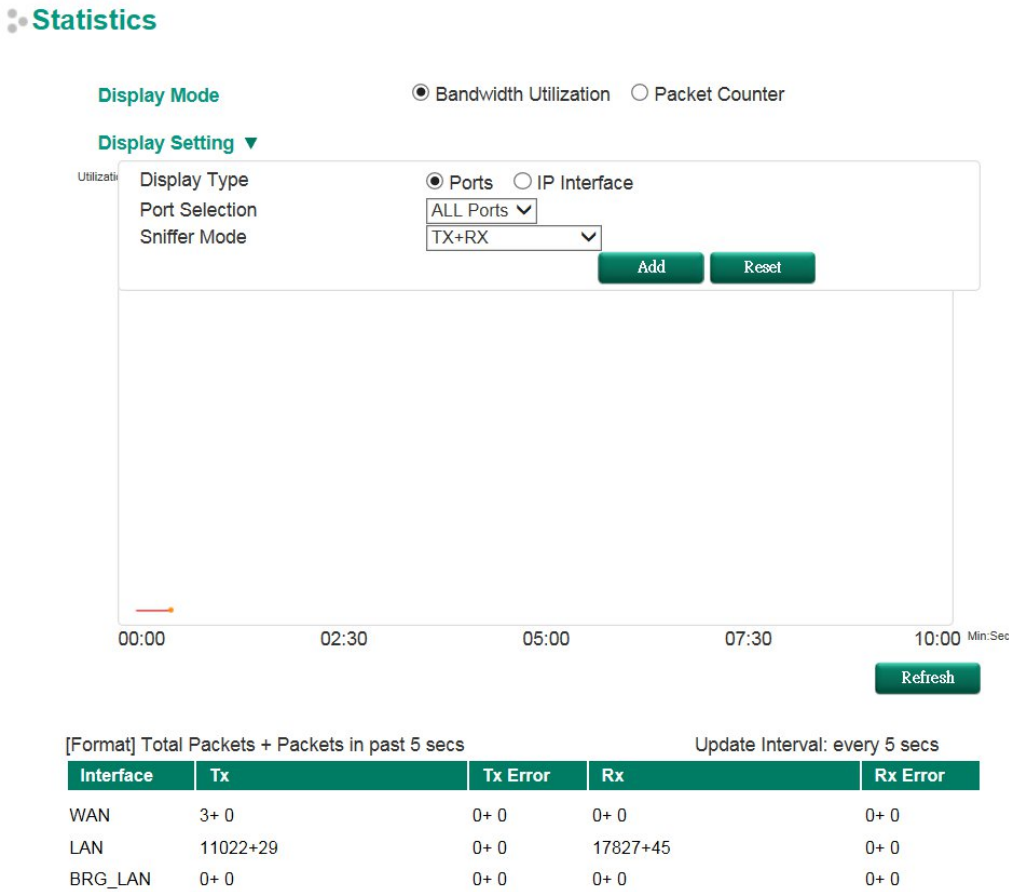 Statistics
Display Mode Bandwidth Utilization Packet Counter
Display Setting ▼
Utilizati
Display Type Ports IP Interface
Port Selection ALL Ports
Sniffer Mode TX+RX
Add Reset
00:00 02:30 05:00 07:30 10:00 Min:Sec
Refresh
[Format] Total Packets + Packets in past 5 secs Update Interval: every 5 secs
Interface Tx Tx Error Rx Rx Error
WAN 3+ 0 0+ 0 0+ 0 0+ 0
LAN 11022+29 0+ 0 17827+45 0+ 0
BRG_LAN 0+ 0 0+ 0 0+ 0 0+ 0